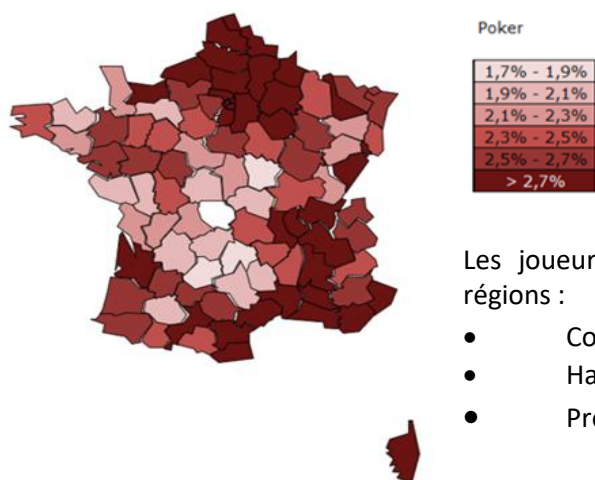 Poker
1,7% - 1,9%
1,9% - 2,1%
2,1% - 2,3%
2,3% - 2,5%
2,5% - 2,7%
> 2,7%
Les joueur
régions :
• Co
• Ha
• Pro